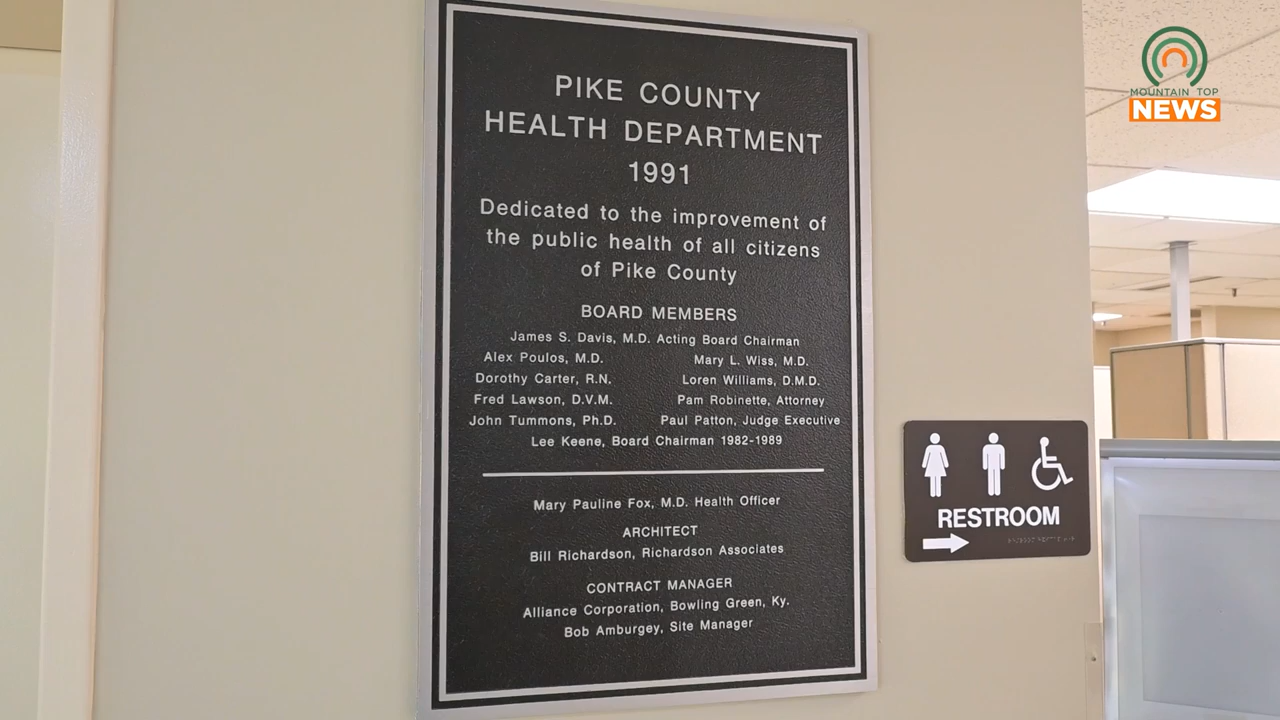 PIKE COUNTY
HEALTH DEPARTMENT
1991
Dedicated to the improvement of
the public health of all citizens
of Pike County
BOARD MEMBERS
James S. Davis, M.D. Acting Board Chairman
Alex Poulos, M.D. Mary L. Wiss, M.D.
Dorothy Carter, R.N. Loren Williams, D.M.D.
Fred Lawson, D.V.M. Pam Robinette, Attorney
John Tummons, Ph.D. Paul Patton, Judge Executive
Lee Keene, Board Chairman 1982-1989
Mary Pauline Fox, M.D. Health Officer
ARCHITECT
Bill Richardson, Richardson Associates
CONTRACT MANAGER
Alliance Corporation, Bowling Green, Ky.
Bob Amburgey, Site Manager
RESTROOM
MOUNTAIN TOP
NEWS